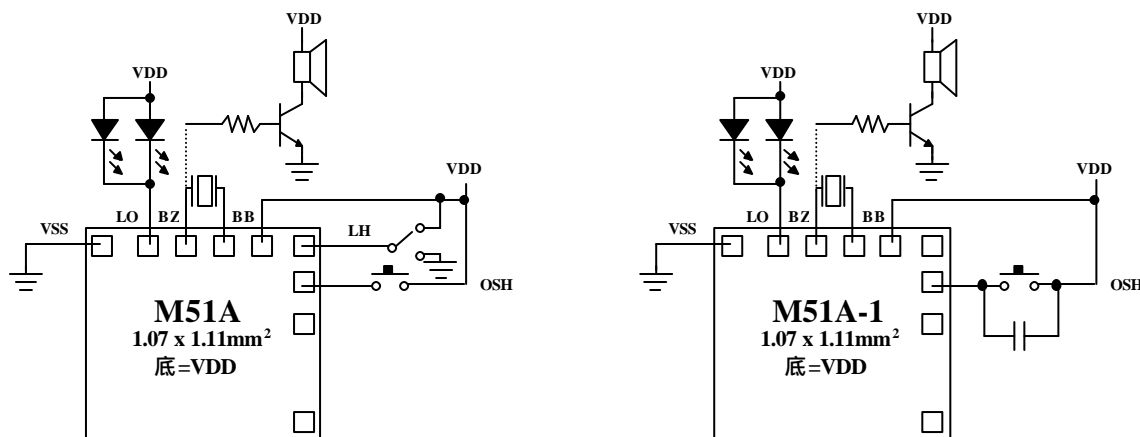 VDD
VDD
VDD
LO
BZ
BB
VSS
LH
OSH
M51A
1.07 x 1.11mm²
底=VDD
VDD
VDD
VDD
LO
BZ
BB
VSS
OSH
M51A-1
1.07 x 1.11mm²
底=VDD